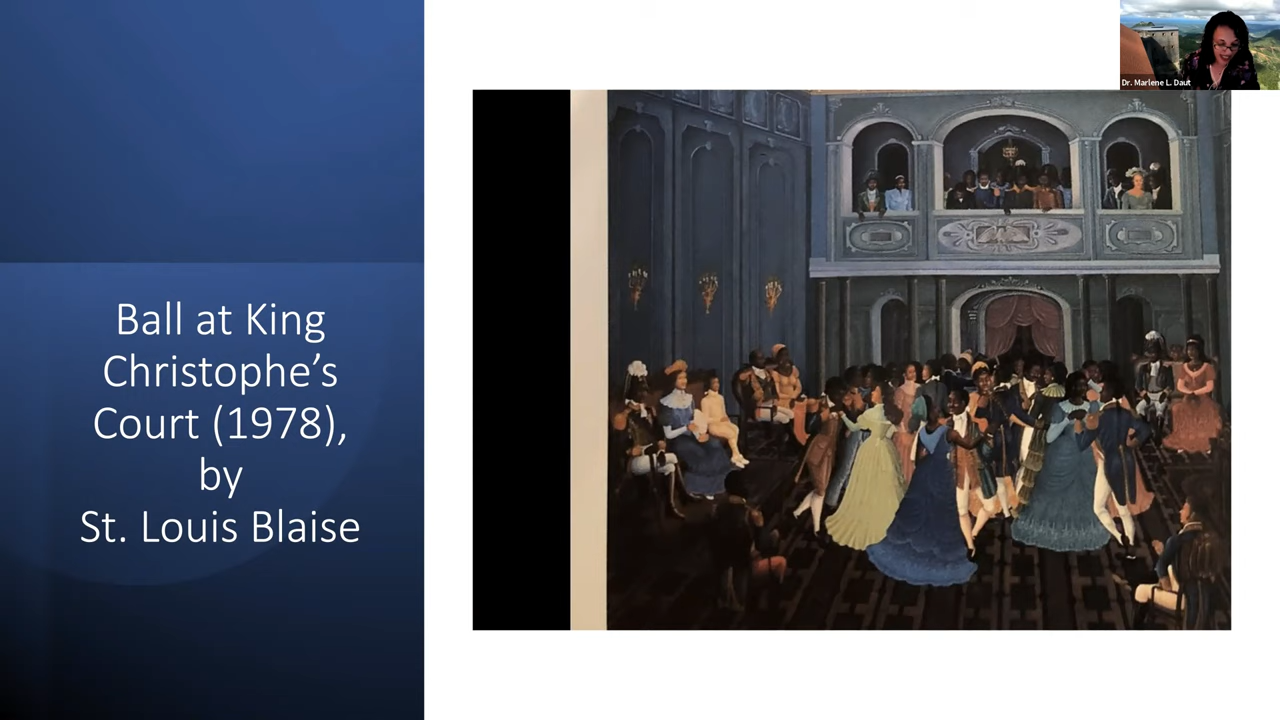 Dr. Marlene L. Daut
Ball at King
Christophe’s
Court (1978),
by
St. Louis Blaise